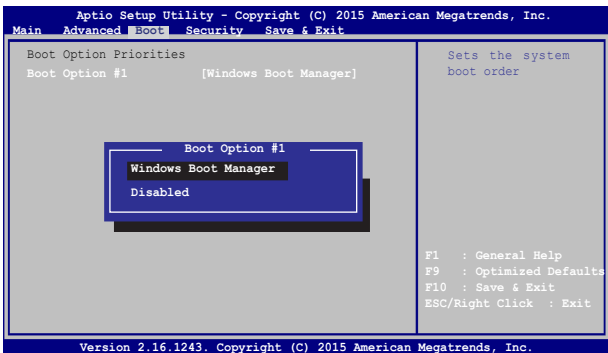 Aptio Setup Utility - Copyright (C) 2015 American Megatrends, Inc.
Main Advanced Boot Security Save & Exit
Boot Option Priorities
Boot Option #1 [Windows Boot Manager]
Sets the system
boot order
Boot Option #1
Windows Boot Manager
Disabled
F1 : General Help
F9 : Optimized Defaults
F10 : Save & Exit
ESC/Right Click : Exit
Version 2.16.1243. Copyright (C) 2015 American Megatrends, Inc.